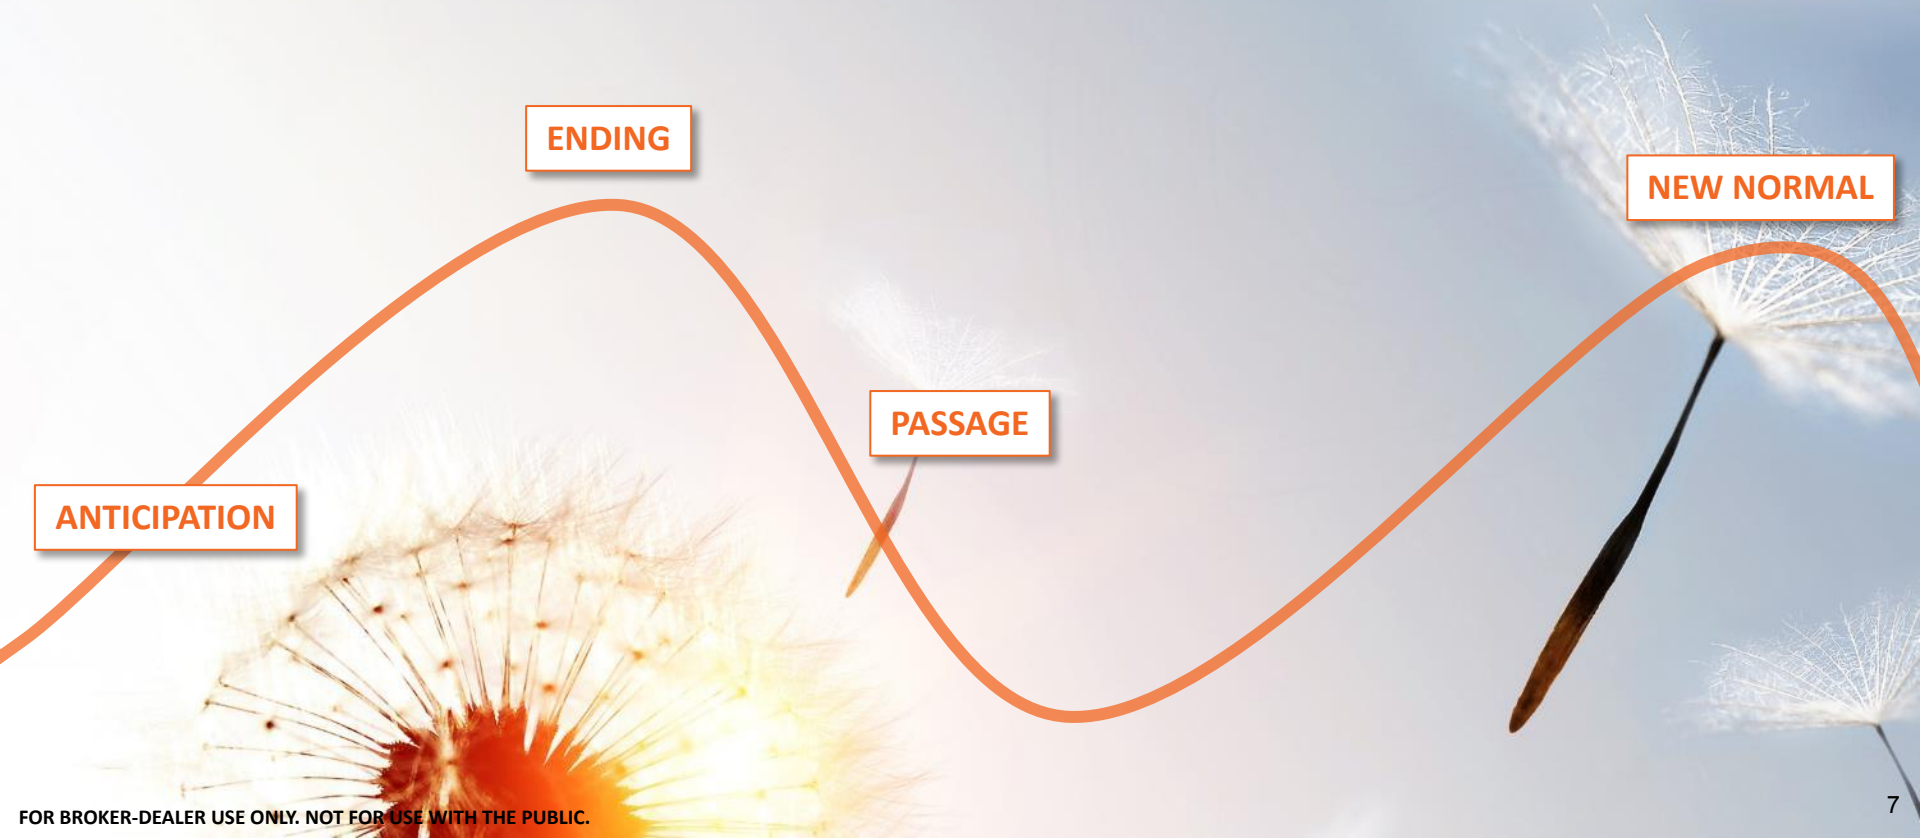 ENDING
NEW NORMAL
PASSAGE
ANTICIPATION
FOR BROKER-DEALER USE ONLY. NOT FOR USE WITH THE PUBLIC.
7